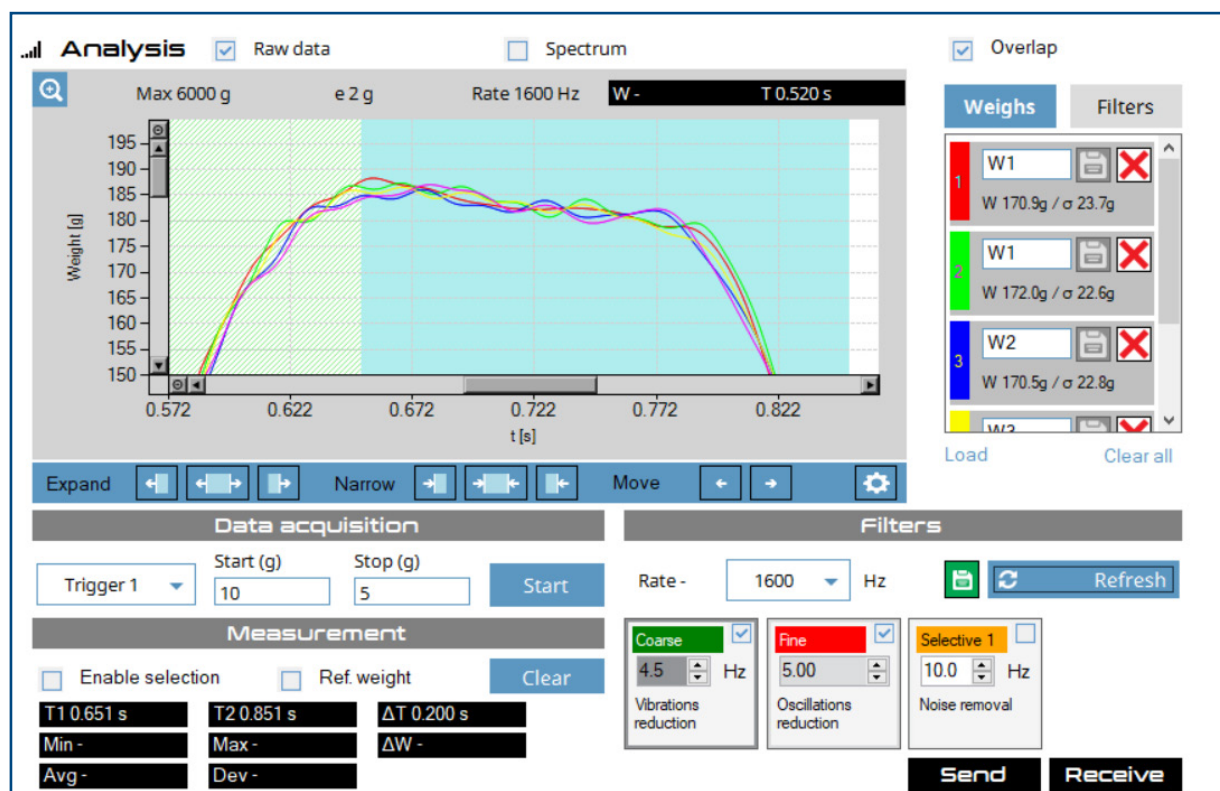 Analysis Raw data Spectrum Overlap
Max 6000 g e 2 g Rate 1600 Hz W - T 0.520 s
Weighs Filters
195
190
185
180
175
170
165
160
155
150
Weight [g]
0.572 0.622 0.672 0.722 0.772 0.822
t [s]
1 W1
W 170.9g / σ 23.7g
2 W1
W 172.0g / σ 22.6g
3 W2
W 170.5g / σ 22.8g
W3
Load Clear all
Expand Narrow Move
Data acquisition
Trigger 1 Start (g) Stop (g)
10 5 Start
Measurement
Enable selection Ref. weight Clear
T1 0.651 s T2 0.851 s ΔT 0.200 s
Min - Max - ΔW -
Avg - Dev -
Filters
Rate - 1600 Hz Refresh
Coarse
4.5 Hz
Vibrations
reduction
Fine
5.00
Oscillations
reduction
Selective 1
10.0 Hz
Noise removal
Send Receive